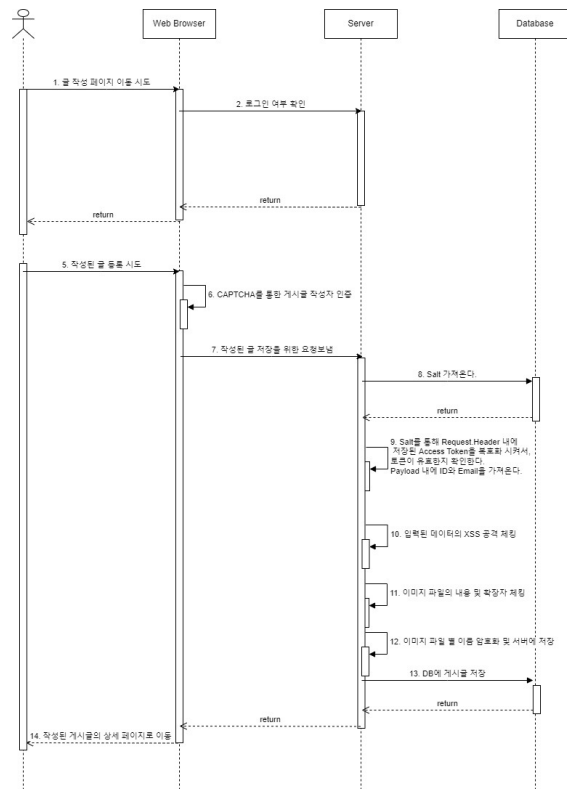 Web Browser
Server
Database
1. 글 작성 페이지 이동 시도
2. 로그인 여부 확인
return
return
5. 작성된 글 등록 시도
6. CAPTCHA를 통한 게시글 작성자 인증
7. 작성된 글 저장을 위한 요청보냄
8. Salt 가져온다.
return
9. Salt를 통해 Request.Header 내에
저장된 Access Token을 복호화 시켜서,
토큰이 유효한지 확인한다.
Payload 내에 ID와 Email을 가져온다.
10. 입력된 데이터의 XSS 공격 체킹
11. 이미지 파일의 내용 및 확장자 체킹
12. 이미지 파일 별 이름 암호화 및 서버에 저장
13. DB에 게시글 저장
return
return
14. 작성된 게시글의 상세 페이지로 이동